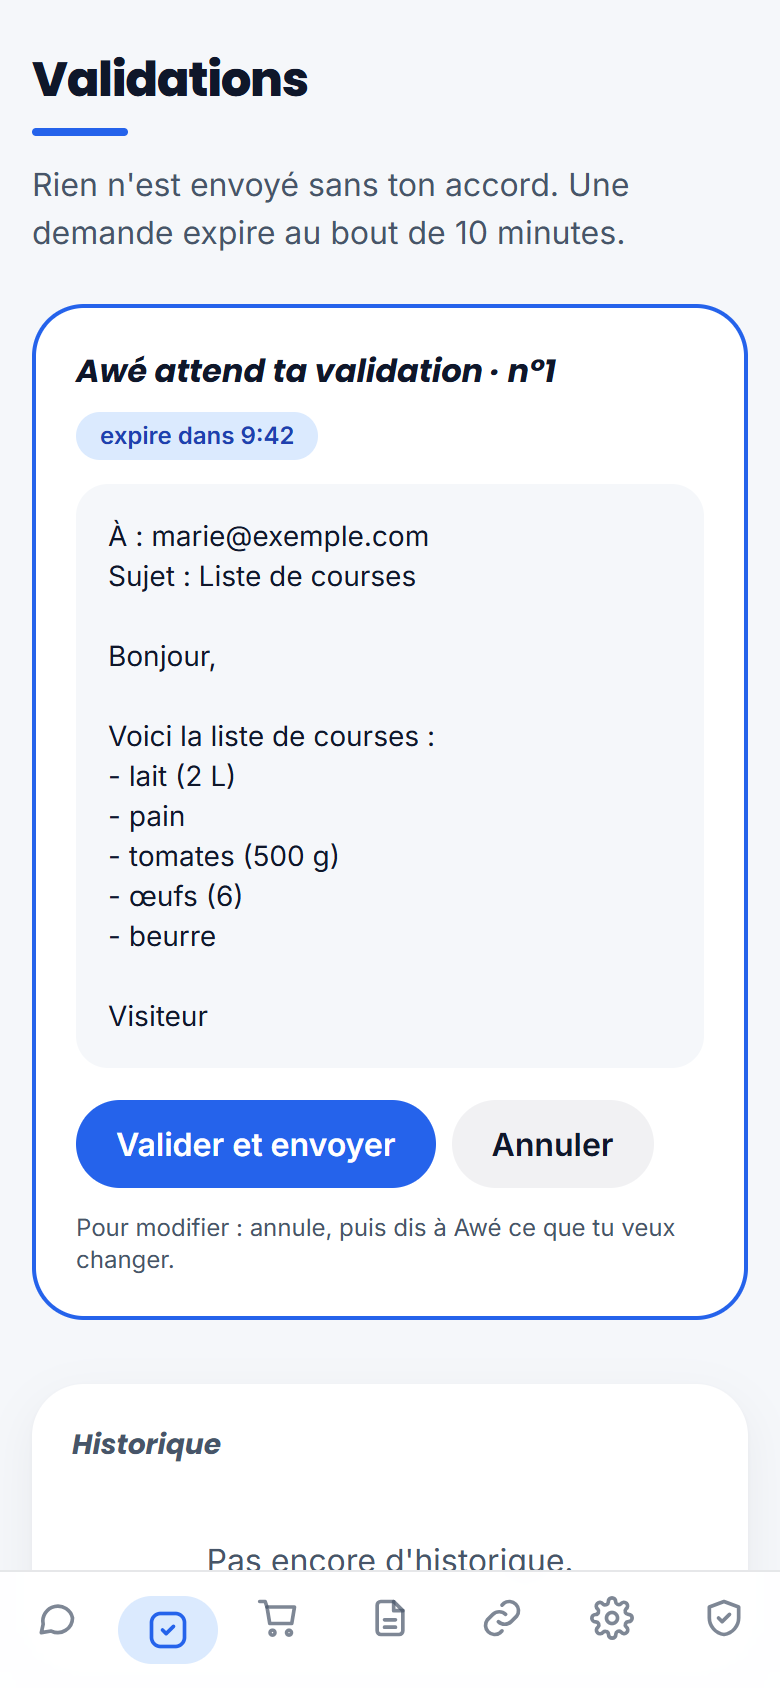 Validations
Rien n'est envoyé sans ton accord. Une
demande expire au bout de 10 minutes.
Awé attend ta validation · n°1
expire dans 9:42
À : marie@exemple.com
Sujet : Liste de courses
Bonjour,
Voici la liste de courses :
- lait (2 L)
- pain
- tomates (500 g)
- œufs (6)
- beurre
Visiteur
Valider et envoyer
Annuler
Pour modifier : annule, puis dis à Awé ce que tu veux
changer.
Historique
Pas encore d'historique.